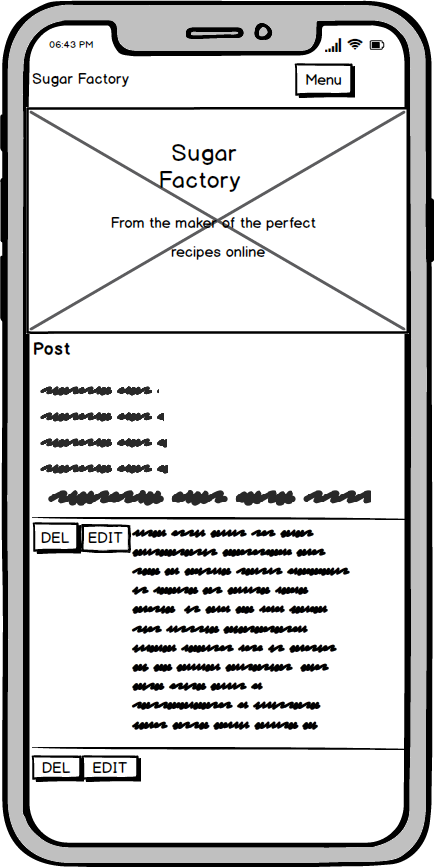 06:43 PM
Sugar Factory
Menu
Sugar
Factory
From the maker of the perfect
recipes online
Post
DEL
EDIT
DEL
EDIT